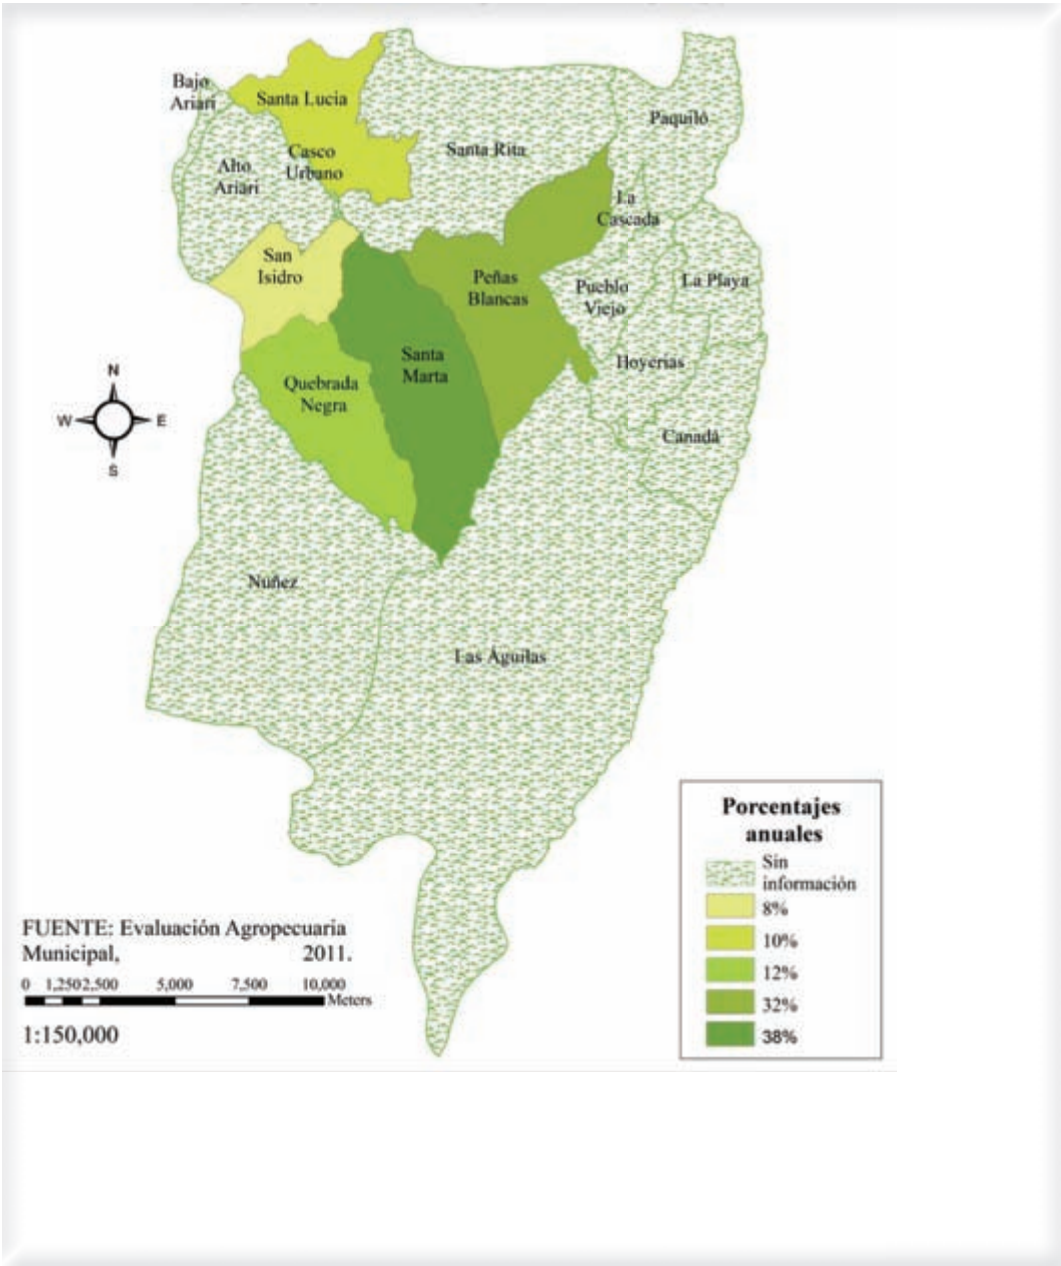 Bajo
Ariari
Santa Lucia
Paquiló
Santa Rita
Casco
Urbano
Alto
Ariari
La
Cascada
San
Isidro
Peñas
Blancas
Pueblo
Viejo
La Playa
Santa
Marta
Hoyerias
Quebrada
Negra
Canadá
N
W
E
S
Nuñez
Las Águilas
Porcentajes
anuales
Sin
información
8%
10%
12%
32%
38%
FUENTE: Evaluación Agropecuaria
Municipal, 2011.
0 1,250 2,500 5,000 7,500 10,000
Meters
1:150,000